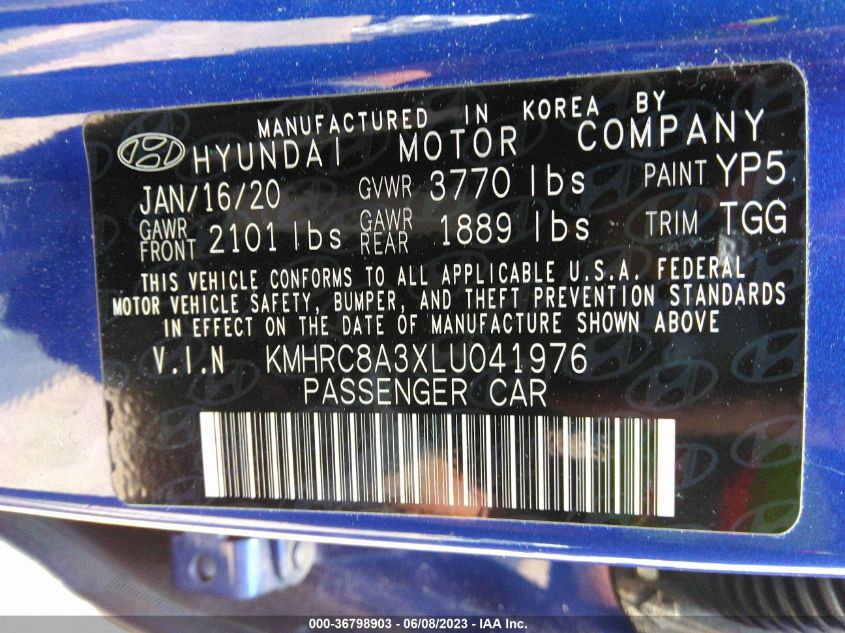 MANUFACTURED IN KOREA BY
HYUNDAI MOTOR COMPANY
JAN/16/20 GVWR 3770 lbs PAINT YP5
GAWR FRONT 2101 lbs GAWR REAR 1889 lbs TRIM TGG
THIS VEHICLE CONFORMS TO ALL APPLICABLE U.S.A. FEDERAL
MOTOR VEHICLE SAFETY, BUMPER, AND THEFT PREVENTION STANDARDS
IN EFFECT ON THE DATE OF MANUFACTURE SHOWN ABOVE
V.I.N KMHRC8A3XLU041976
PASSENGER CAR
000-36798903 - 06/08/2023 - IAA Inc.